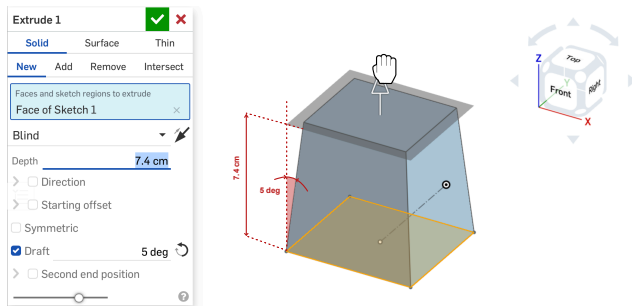 Extrude 1
Solid Surface Thin
New Add Remove Intersect
Faces and sketch regions to extrude
Face of Sketch 1
Blind
Depth 7.4 cm
Direction
Starting offset
Symmetric
Draft 5 deg
Second end position
7.4 cm
5 deg
Z
Top
Y
Front
Right
X